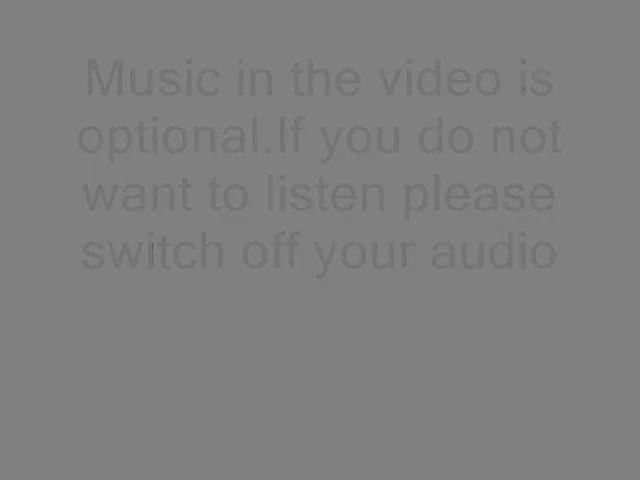 Music in the video is
optional.If you do not
want to listen please
switch off your audio